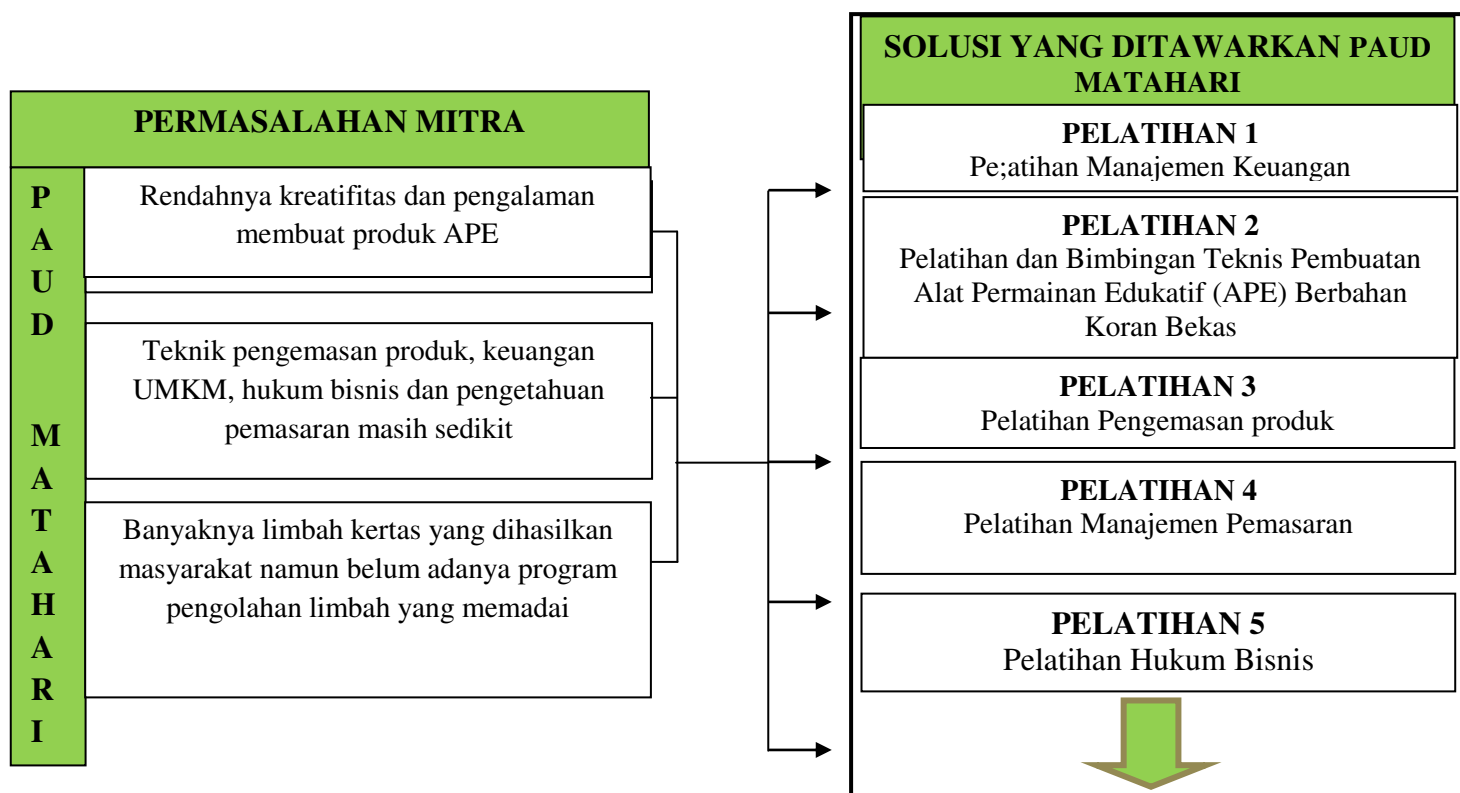 PERMASALAHAN MITRA
PAUD MATAHARI
Rendahnya kreatifitas dan pengalaman
membuat produk APE
Teknik pengemasan produk, keuangan
UMKM, hukum bisnis dan pengetahuan
pemasaran masih sedikit
Banyaknya limbah kertas yang dihasilkan
masyarakat namun belum adanya program
pengolahan limbah yang memadai
SOLUSI YANG DITAWARKAN PAUD
MATAHARI
PELATIHAN 1
Pe;atihan Manajemen Keuangan
PELATIHAN 2
Pelatihan dan Bimbingan Teknis Pembuatan
Alat Permainan Edukatif (APE) Berbahan
Koran Bekas
PELATIHAN 3
Pelatihan Pengemasan produk
PELATIHAN 4
Pelatihan Manajemen Pemasaran
PELATIHAN 5
Pelatihan Hukum Bisnis